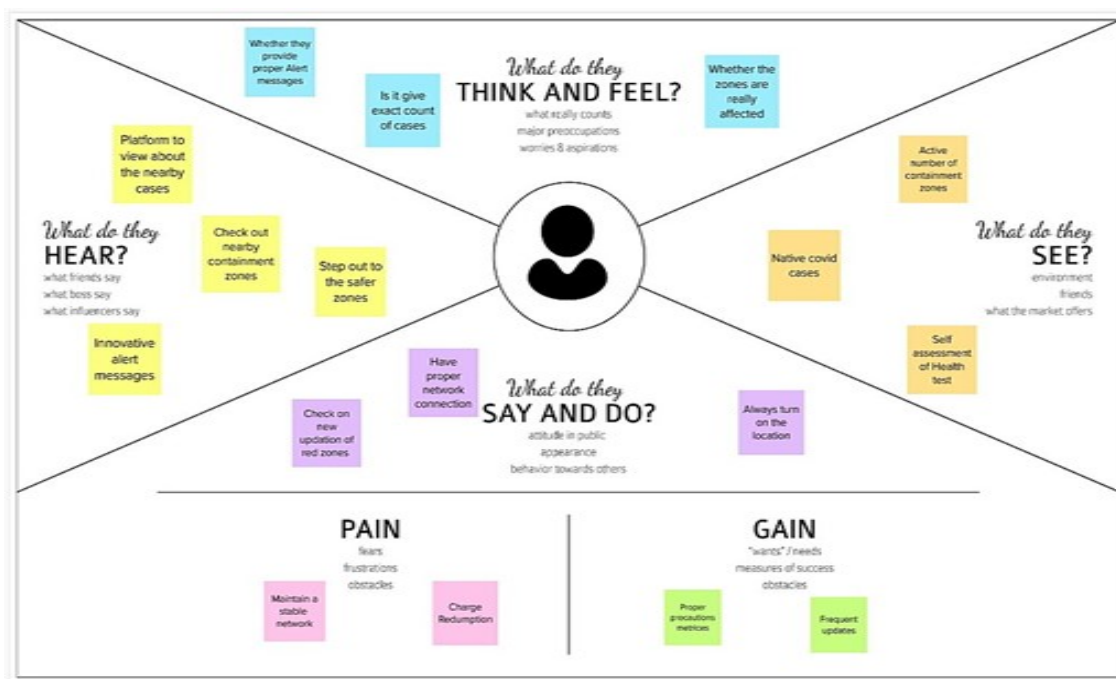 Whether they
provide
proper Alert
messages
Is it give
exact count
of cases
What do they
THINK AND FEEL?
what really counts
major preoccupations
worries & aspirations
Whether the
zones are
really
affected
Platform to
view about
the nearby
cases
What do they
HEAR?
what friends say
what boss say
what influencers say
Check out
nearby
containment
zones
Step out to
the safer
zones
Innovative
alert
messages
Active
number of
containment
zones
Native covid
cases
What do they
SEE?
environment
friends
what the market offers
Self
assessment
of Health
test
Have
proper
network
connection
Check on
new
updation of
red zones
What do they
SAY AND DO?
attitude in public
appearance
behavior towards others
Always turn
on the
location
PAIN
fears
frustrations
obstacles
Maintain a
stable
network
Charge
Redumption
GAIN
"wants" / needs
measures of success
obstacles
Proper
precautions
metrices
Frequent
updates